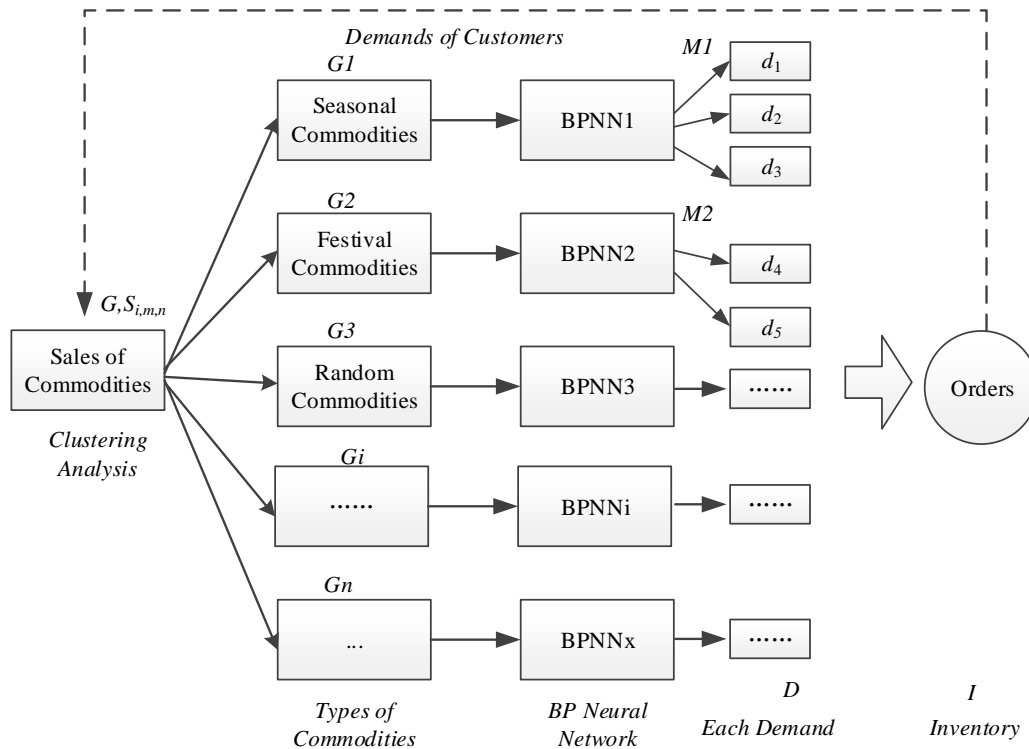 Demands of Customers
G1
M1
Seasonal
Commodities
BPNN1
d1
d2
d3
G2
M2
Festival
Commodities
BPNN2
d4
d5
G,Si,m,n
Sales of
Commodities
Clustering
Analysis
G3
Random
Commodities
BPNN3
……
Orders
Gi
……
BPNNi
……
Gn
...
BPNNx
……
Types of
Commodities
BP Neural
Network
D
Each Demand
I
Inventory